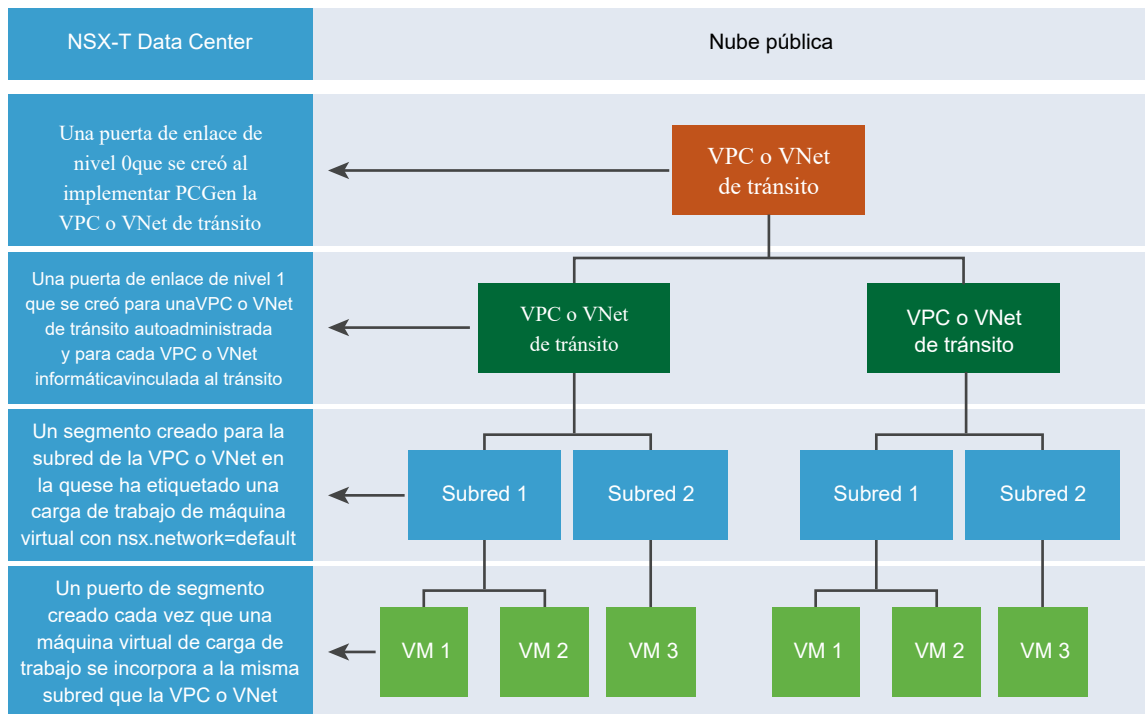 NSX-T Data Center
Nube pública
Una puerta de enlace de
nivel 0que se creó al
implementar PCGen la
VPC o VNet de tránsito
VPC o VNet
de tránsito
Una puerta de enlace de nivel 1
que se creó para unaVPC o VNet
de tránsito autoadministrada
y para cada VPC o VNet
informáticavinculada al tránsito
VPC o VNet
de tránsito
VPC o VNet
de tránsito
Un segmento creado para la
subred de la VPC o VNet en
la quese ha etiquetado una
carga de trabajo de máquina
virtual con nsx.network=default
Subred 1
Subred 2
Subred 1
Subred 2
Un puerto de segmento
creado cada vez que una
máquina virtual de carga de
trabajo se incorpora a la misma
subred que la VPC o VNet
VM 1
VM 2
VM 3
VM 1
VM 2
VM 3